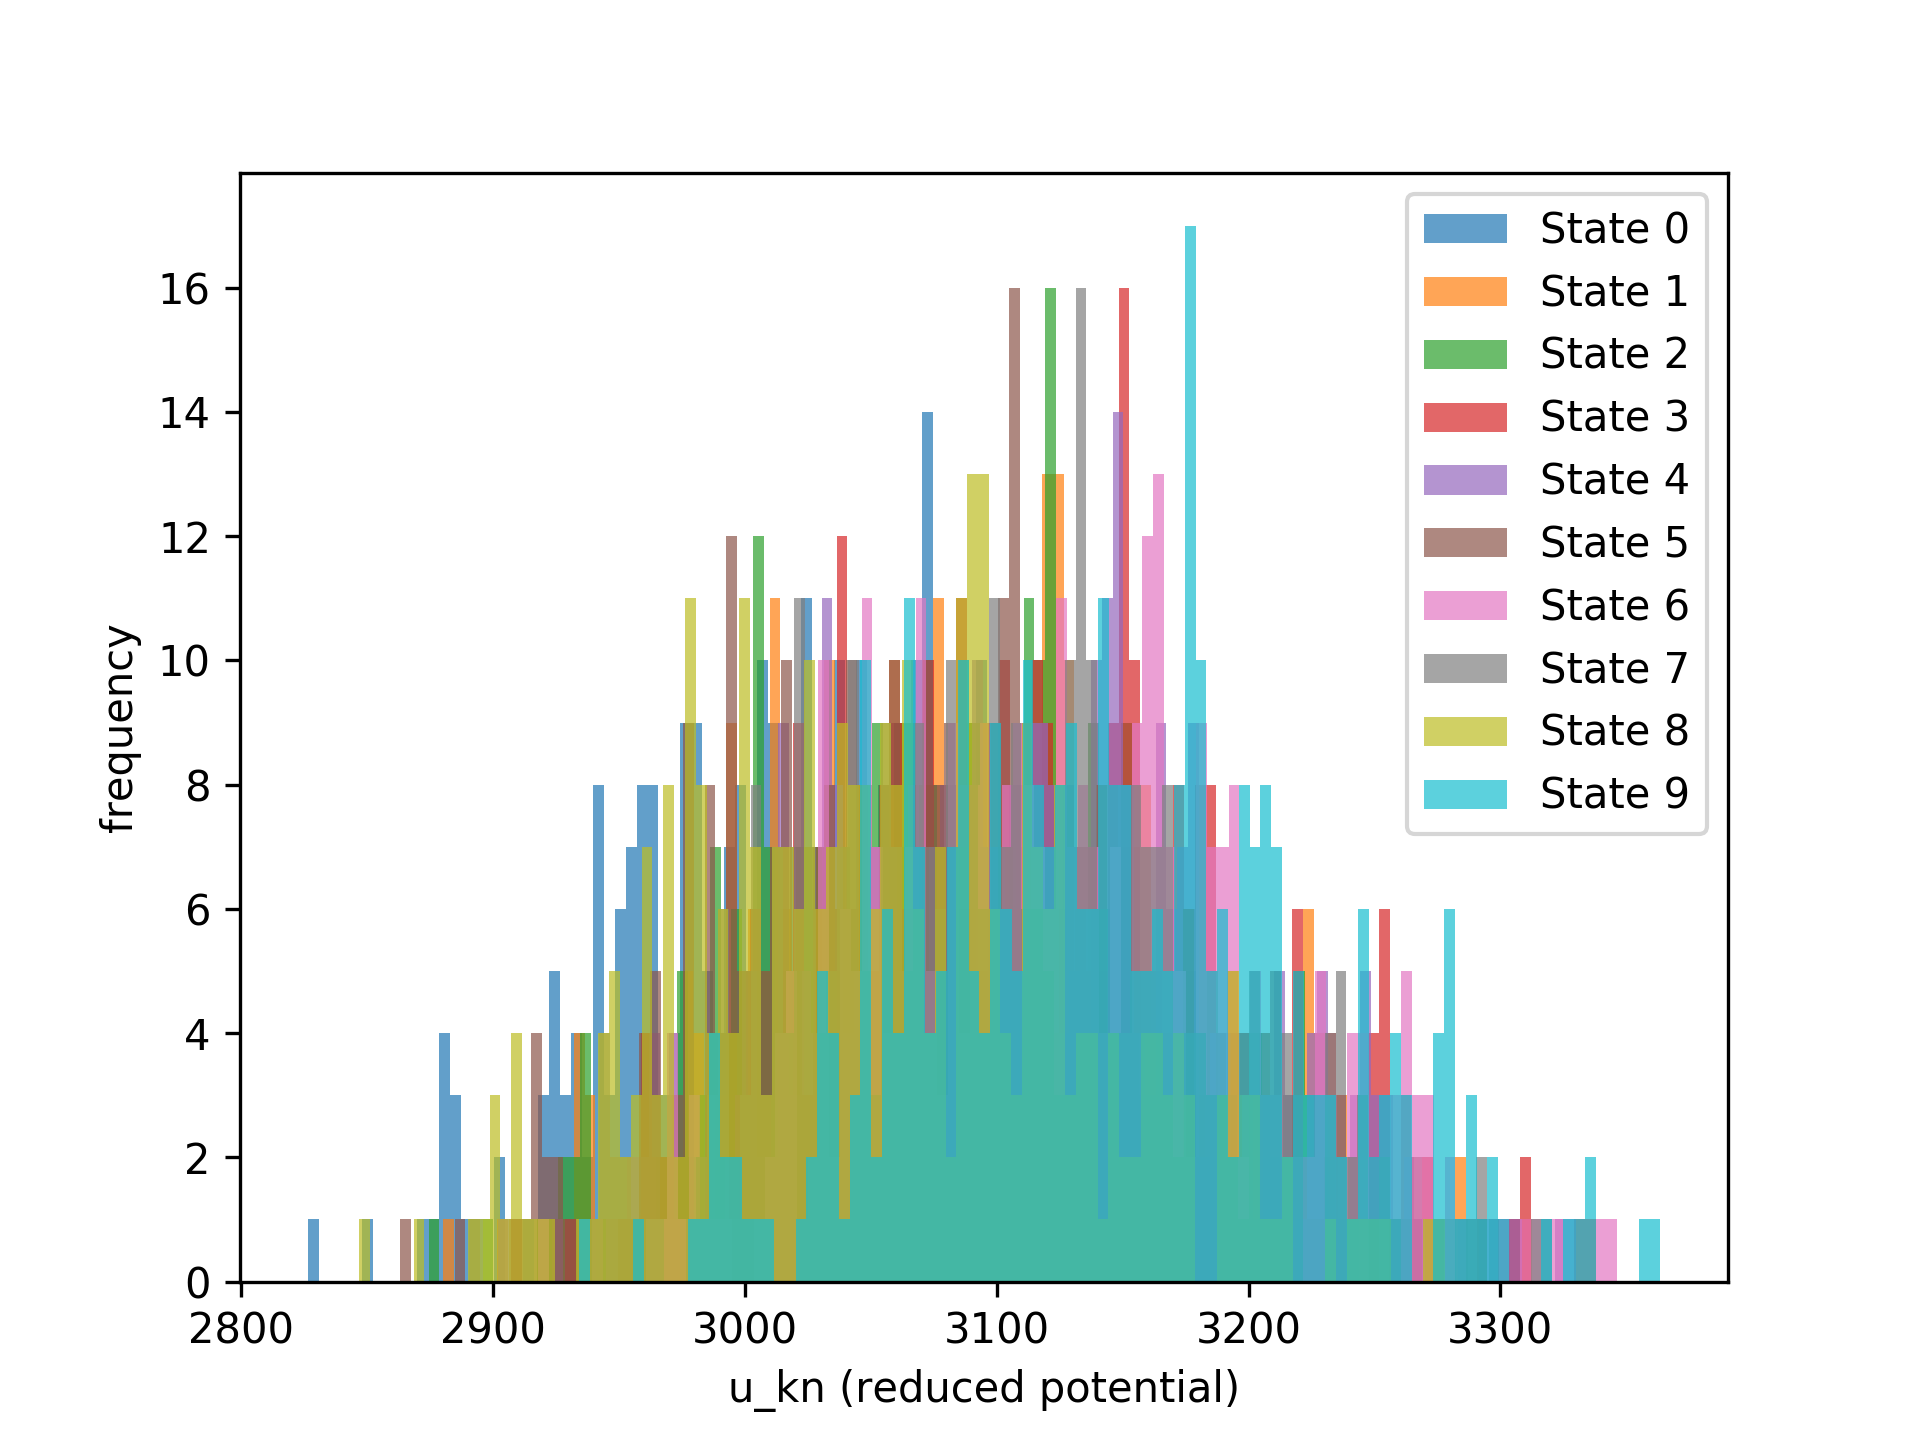 State 0
State 1
State 2
State 3
State 4
State 5
State 6
State 7
State 8
State 9
frequency
16
14
12
10
8
6
4
2
0
2800 2900 3000 3100 3200 3300
u_kn (reduced potential)